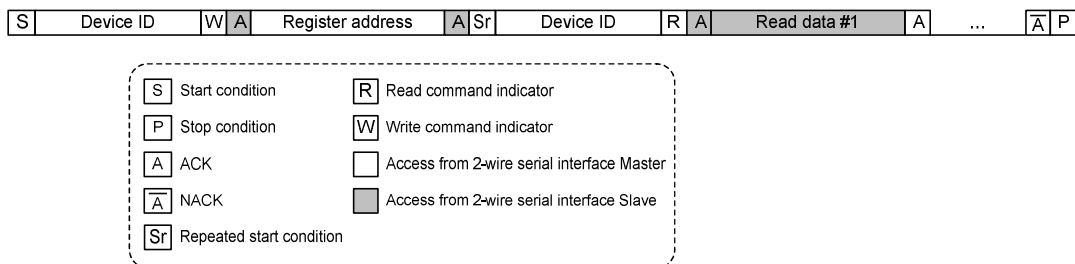 S Device ID W A Register address A Sr Device ID R A Read data #1 A ... A̅ P
S Start condition R Read command indicator
P Stop condition W Write command indicator
A ACK Access from 2-wire serial interface Master
A̅ NACK Access from 2-wire serial interface Slave
Sr Repeated start condition